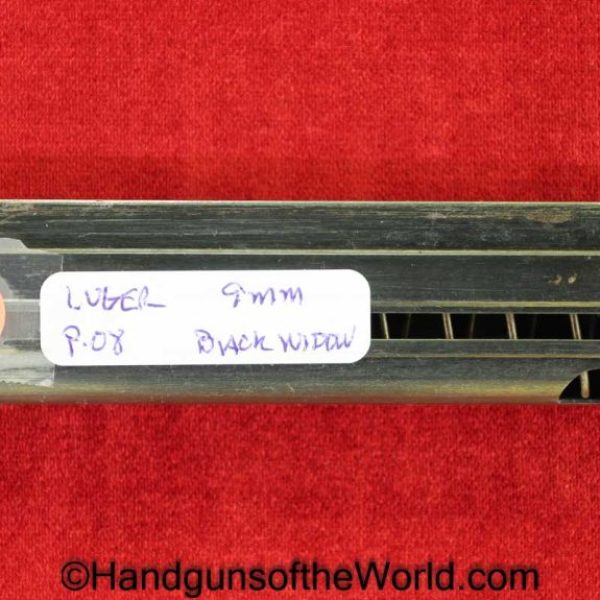 LUGER 9mm
P.08 BLACK WIDOW
©HandgunsoftheWorld.com